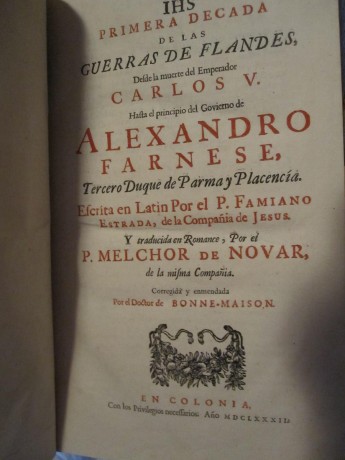 IHS
PRIMERA DECADA
DE LAS
GUERRAS DE FLANDES,
Desde la muerte del Emperador
CARLOS V.
Hasta el principio del Govierno de
ALEXANDRO
FARNESE,
Tercero Duque de Parma y Placencia.
Escrita en Latin Por el P. FAMIANO
ESTRADA, de la Compañia de JESUS.
Y traducida en Romance, Por el
P. MELCHOR DE NOVAR,
de la misma Compañia.
Corregida y enmendada
Por el Doctor de BONNE-MAISON.
EN COLONIA,
Con los Privilegios necessarios. Año